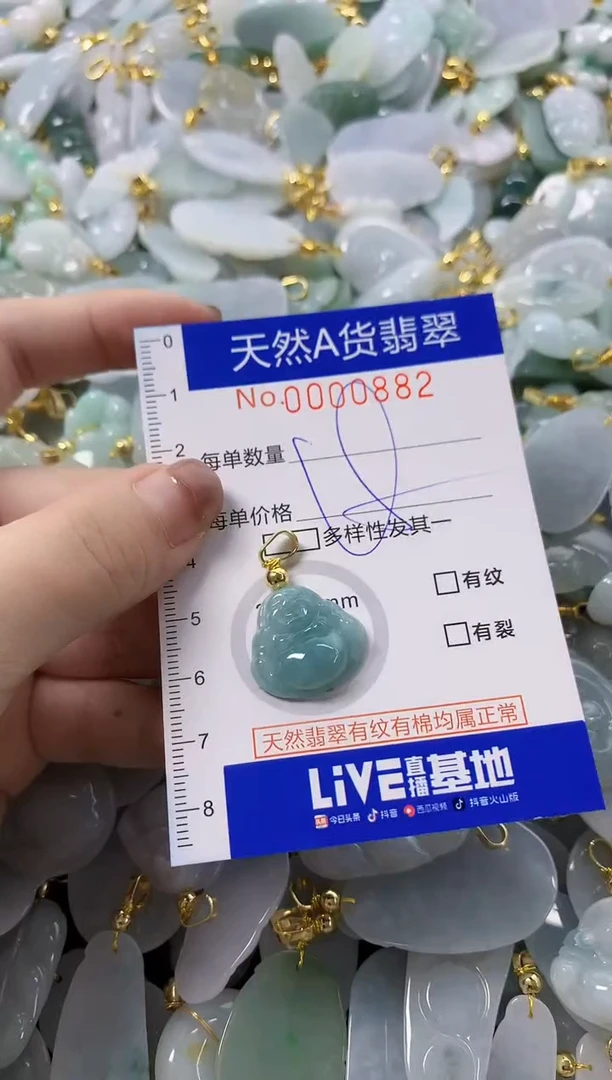 天然A货翡翠
No.0000882
0
1
2
每单数量
每单价格
多样性发其一
4
有纹
mm
5
有裂
6
天然翡翠有纹有棉均属正常
7
LiVE直播基地
8
今日头条 抖音 西瓜视频 抖音火山版